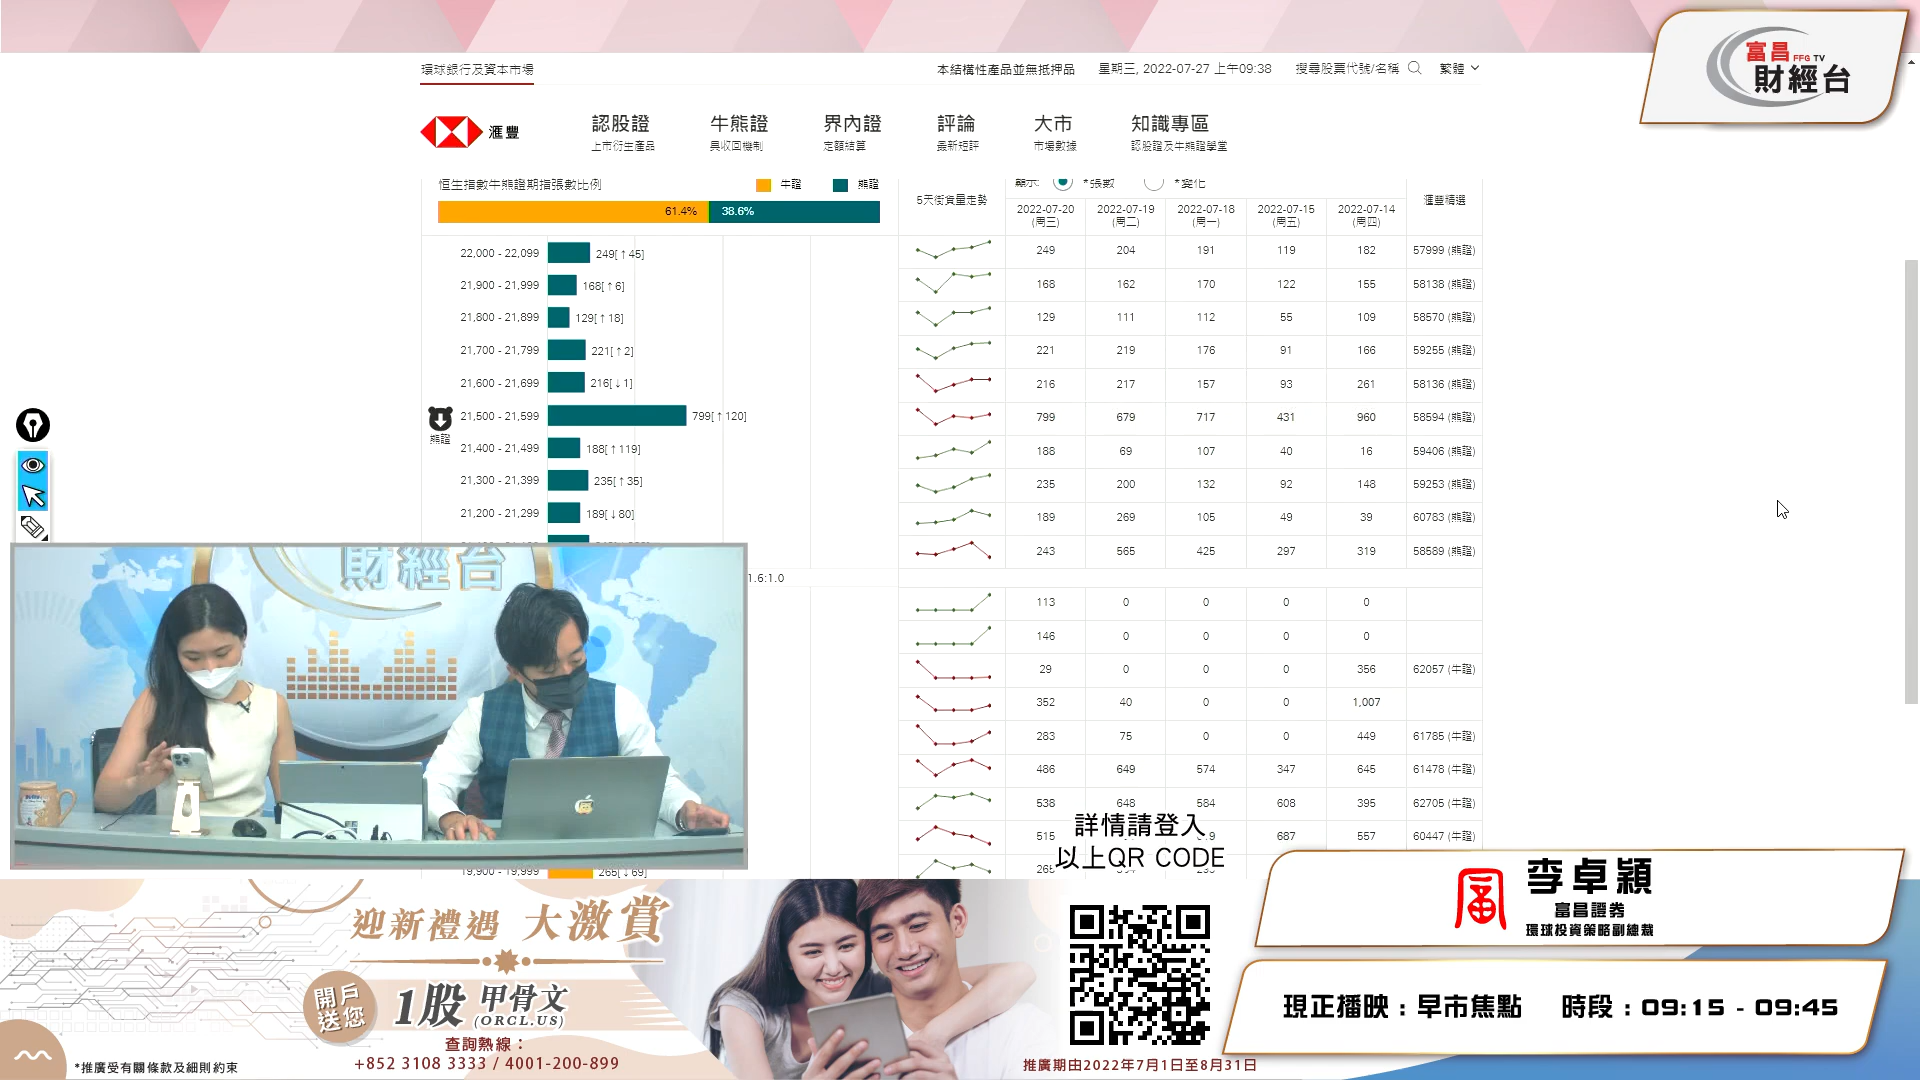 環球銀行及資本市場
本結構性產品並無抵押品
星期三, 2022-07-27 上午09:38
搜尋股票代號/名稱
繁體
富昌 FFG TV
財經台
滙豐
認股證
上市衍生產品
牛熊證
具收回機制
界內證
定額結算
評論
最新短評
大市
市場數據
知識專區
認股證及牛熊證學堂
恒生指數牛熊證期指張數比例
牛證
熊證
61.4%
38.6%
5天街貨量走勢
顯示:
*張數
*變化
滙豐精選
2022-07-20 (周三)
2022-07-19 (周二)
2022-07-18 (周一)
2022-07-15 (周五)
2022-07-14 (周四)
22,000 - 22,099 249[↑45] 249 204 191 119 182 57999 (熊證)
21,900 - 21,999 168[↑6] 168 162 170 122 155 58138 (熊證)
21,800 - 21,899 129[↑18] 129 111 112 55 109 58570 (熊證)
21,700 - 21,799 221[↑2] 221 219 176 91 166 59255 (熊證)
21,600 - 21,699 216[↓1] 216 217 157 93 261 58136 (熊證)
21,500 - 21,599 799[↑120] 799 679 717 431 960 58594 (熊證)
熊證
21,400 - 21,499 188[↑119] 188 69 107 40 16 59406 (熊證)
21,300 - 21,399 235[↑35] 235 200 132 92 148 59253 (熊證)
21,200 - 21,299 189[↓80] 189 269 105 49 39 60783 (熊證)
243 565 425 297 319 58589 (熊證)
1.6:1.0
113 0 0 0 0
146 0 0 0 0
29 0 0 0 356 62057 (牛證)
352 40 0 0 1,007
283 75 0 0 449 61785 (牛證)
486 649 574 347 645 61478 (牛證)
538 648 584 608 395 62705 (牛證)
515 687 557 60447 (牛證)
19,900 - 19,999 265[↓69] 265
財經台
詳情請登入
以上QR CODE
迎新禮遇 大激賞
開戶送您
1股 甲骨文
(ORCL.US)
查詢熱線：
+852 3108 3333 / 4001-200-899
*推廣受有關條款及細則約束
推廣期由2022年7月1日至8月31日
李卓穎
富昌證券
環球投資策略副總裁
現正播映：早市焦點 時段：09:15 - 09:45